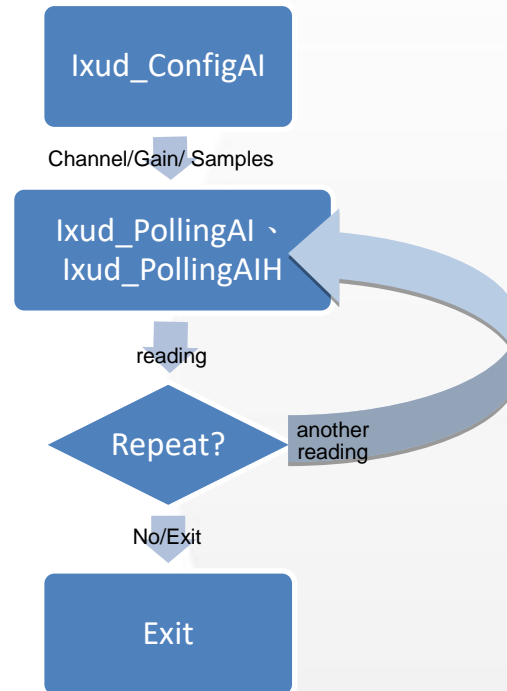 Ixud_ConfigAI
Channel/Gain/ Samples
Ixud_PollingAI、
Ixud_PollingAIH
reading
Repeat?
another
reading
No/Exit
Exit